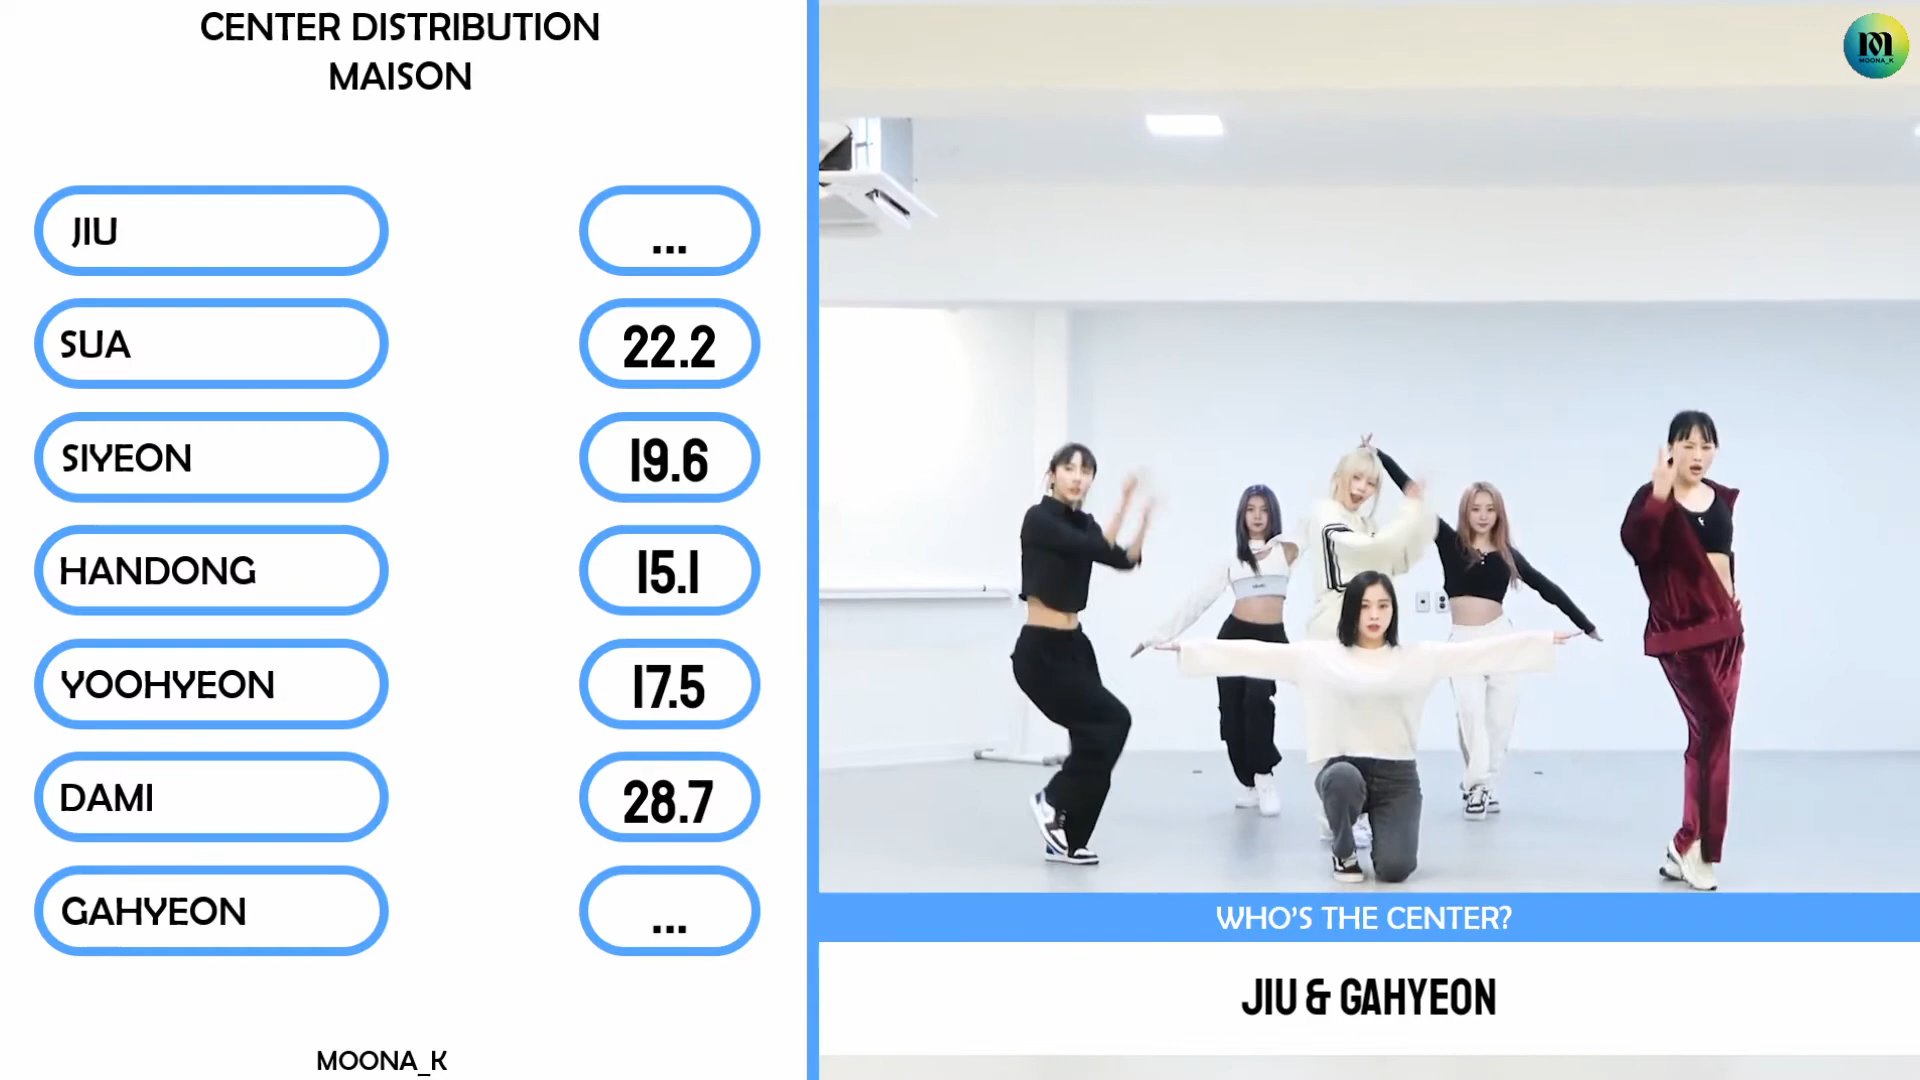 CENTER DISTRIBUTION
MAISON
JIU
...
SUA
22.2
SIYEON
19.6
HANDONG
15.1
YOOHYEON
17.5
DAMI
28.7
GAHYEON
...
MOONA_K
M
MOONA_K
WHO'S THE CENTER?
JIU & GAHYEON